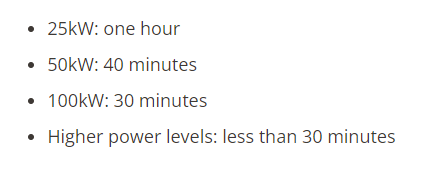 • 25kW: one hour
• 50kW: 40 minutes
• 100kW: 30 minutes
• Higher power levels: less than 30 minutes